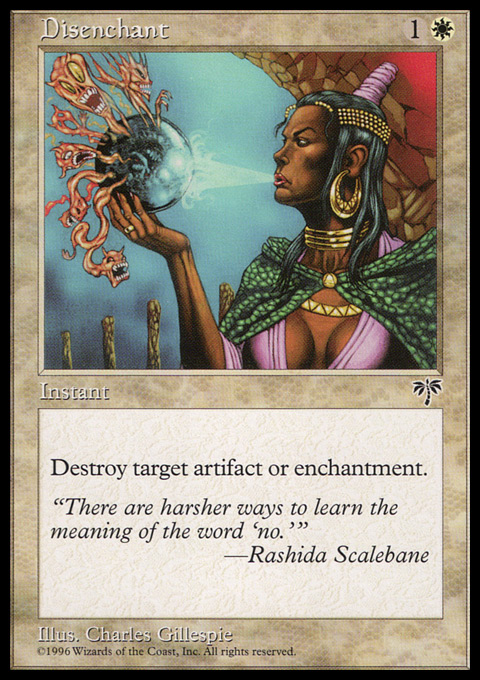 Disenchant 1
Instant
Destroy target artifact or enchantment.
“There are harsher ways to learn the
meaning of the word ‘no.’”
—Rashida Scalebane
Illus. Charles Gillespie
©1996 Wizards of the Coast, Inc. All rights reserved.